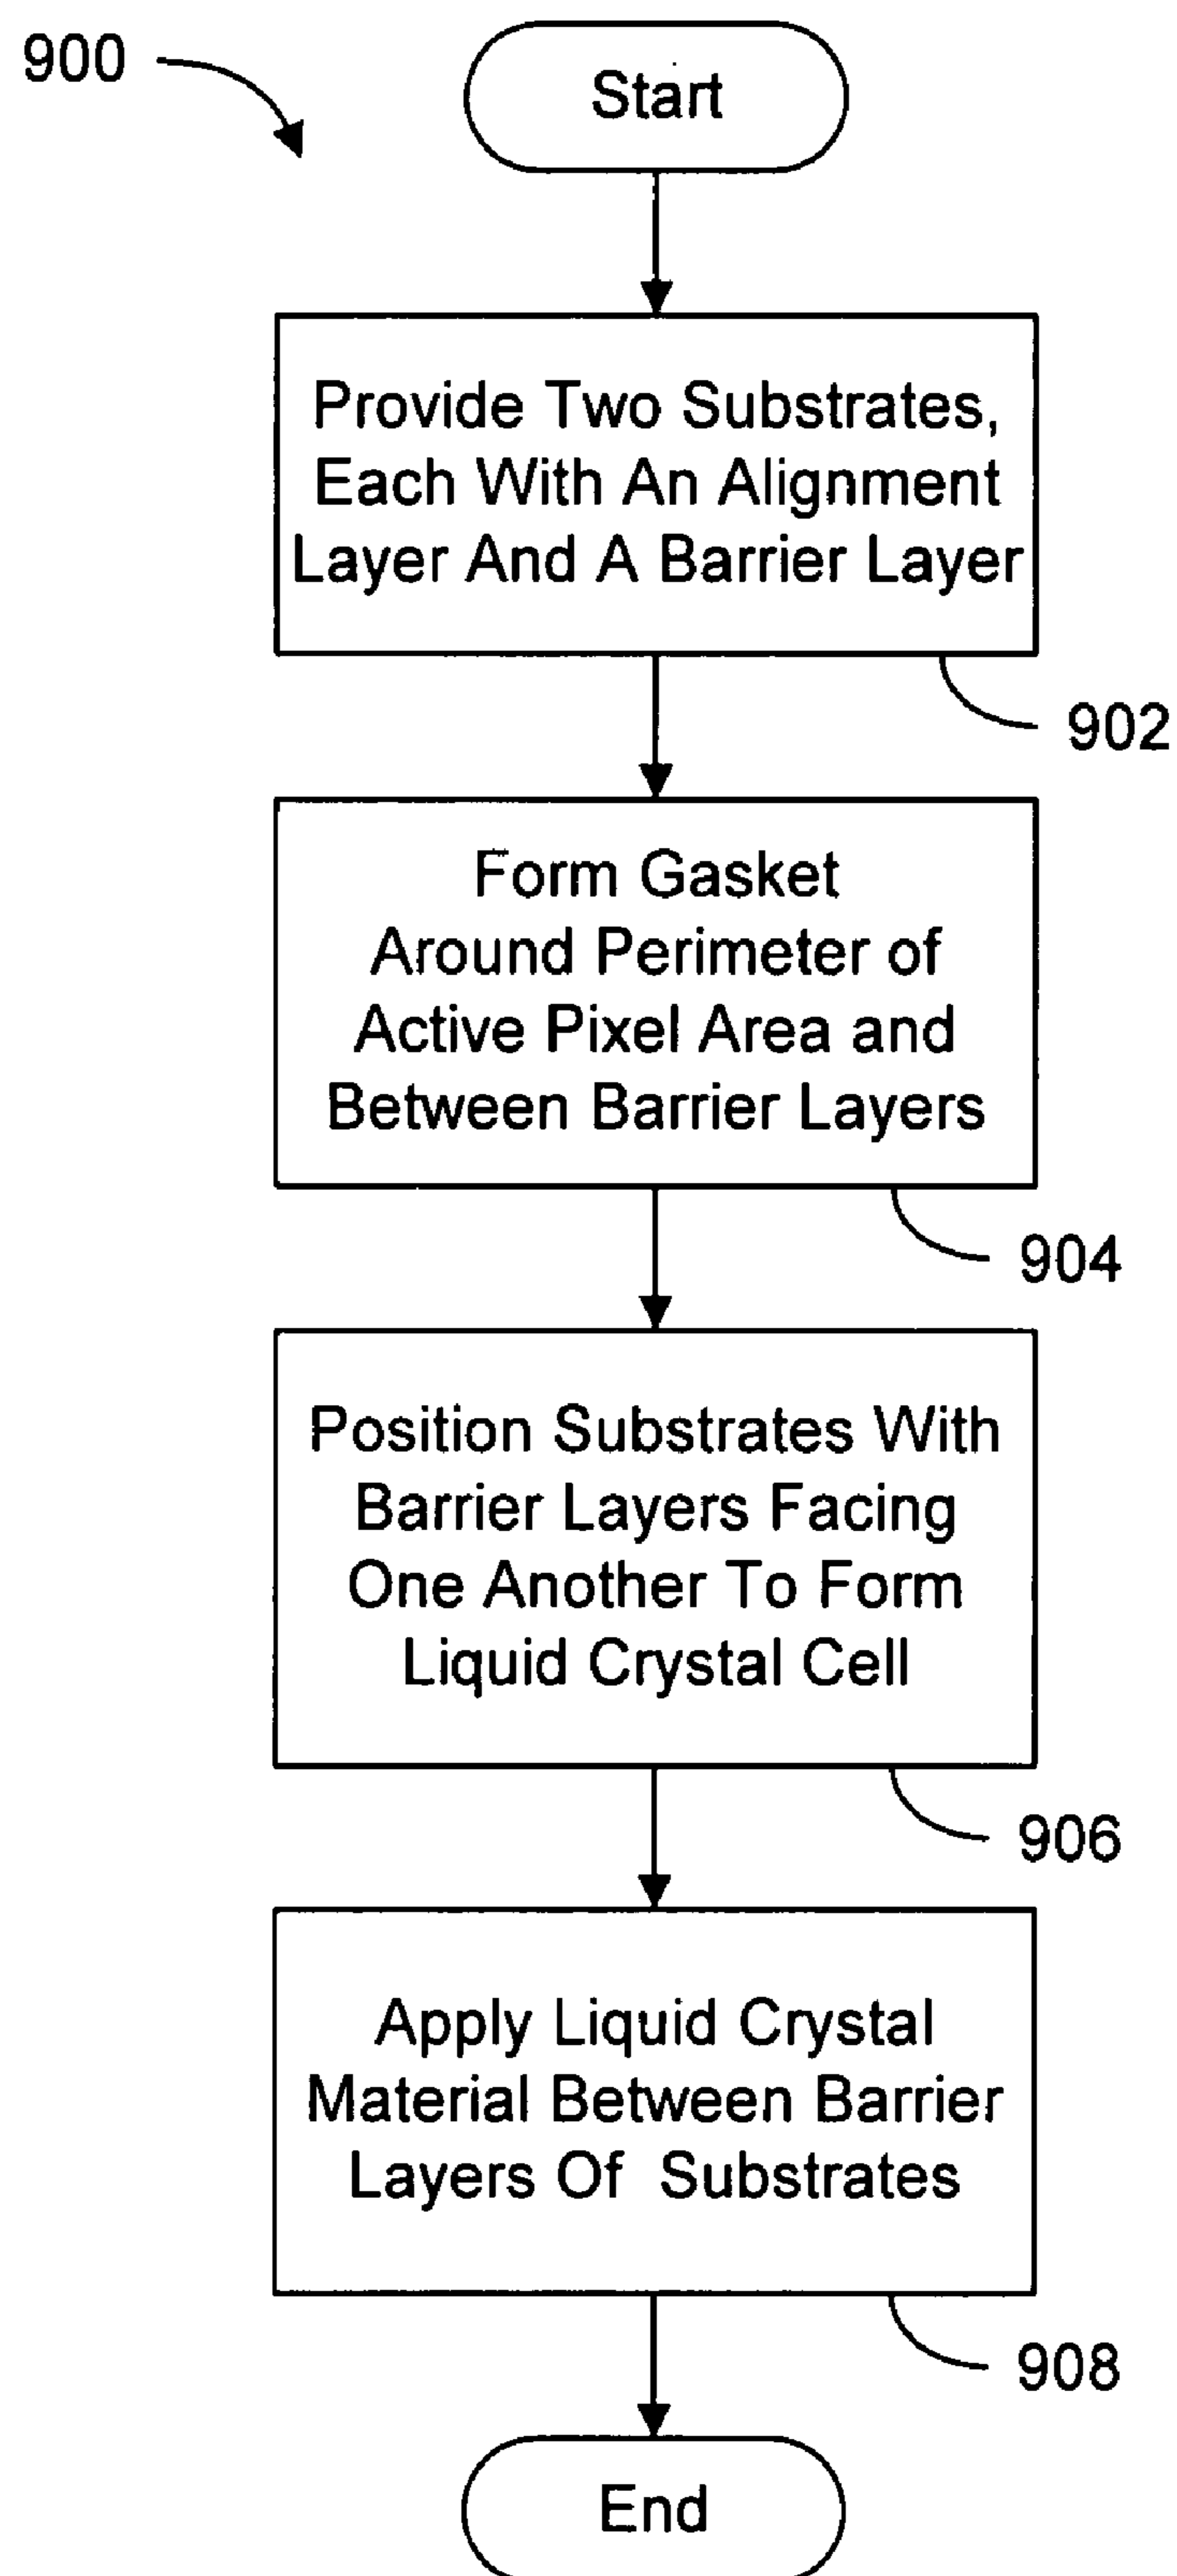 900
Start
Provide Two Substrates,
Each With An Alignment
Layer And A Barrier Layer
902
Form Gasket
Around Perimeter of
Active Pixel Area and
Between Barrier Layers
904
Position Substrates With
Barrier Layers Facing
One Another To Form
Liquid Crystal Cell
906
Apply Liquid Crystal
Material Between Barrier
Layers Of Substrates
908
End